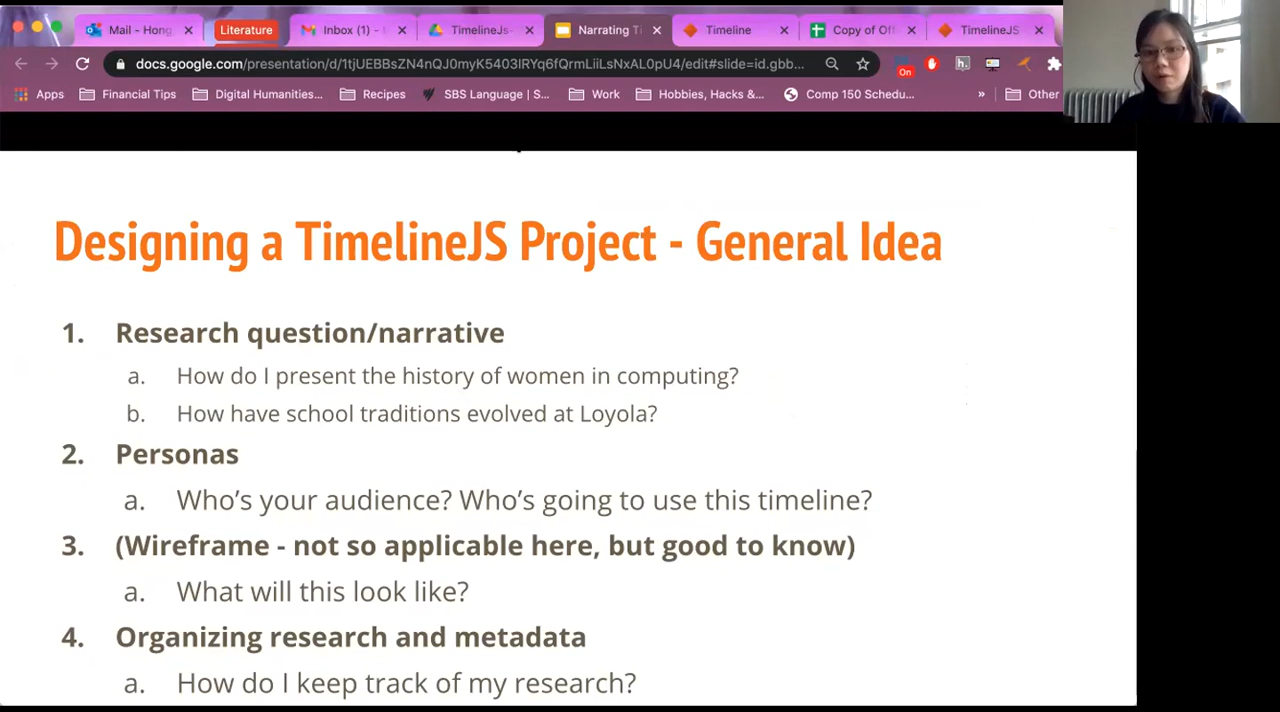 Mail - Hong
Literature
Inbox (1) -
TimelineJs-
Narrating Ti
Timeline
Copy of Off
TimelineJS
docs.google.com/presentation/d/1tjUEBBsZN4nQJ0myK5403IRYq6fQrmLiiLsNxAL0pU4/edit#slide=id.gbb...
On
h.
Apps
Financial Tips
Digital Humanities...
Recipes
SBS Language | S...
Work
Hobbies, Hacks &...
Comp 150 Schedu...
»
Other
Designing a TimelineJS Project - General Idea
1. Research question/narrative
a. How do I present the history of women in computing?
b. How have school traditions evolved at Loyola?
2. Personas
a. Who's your audience? Who's going to use this timeline?
3. (Wireframe - not so applicable here, but good to know)
a. What will this look like?
4. Organizing research and metadata
a. How do I keep track of my research?